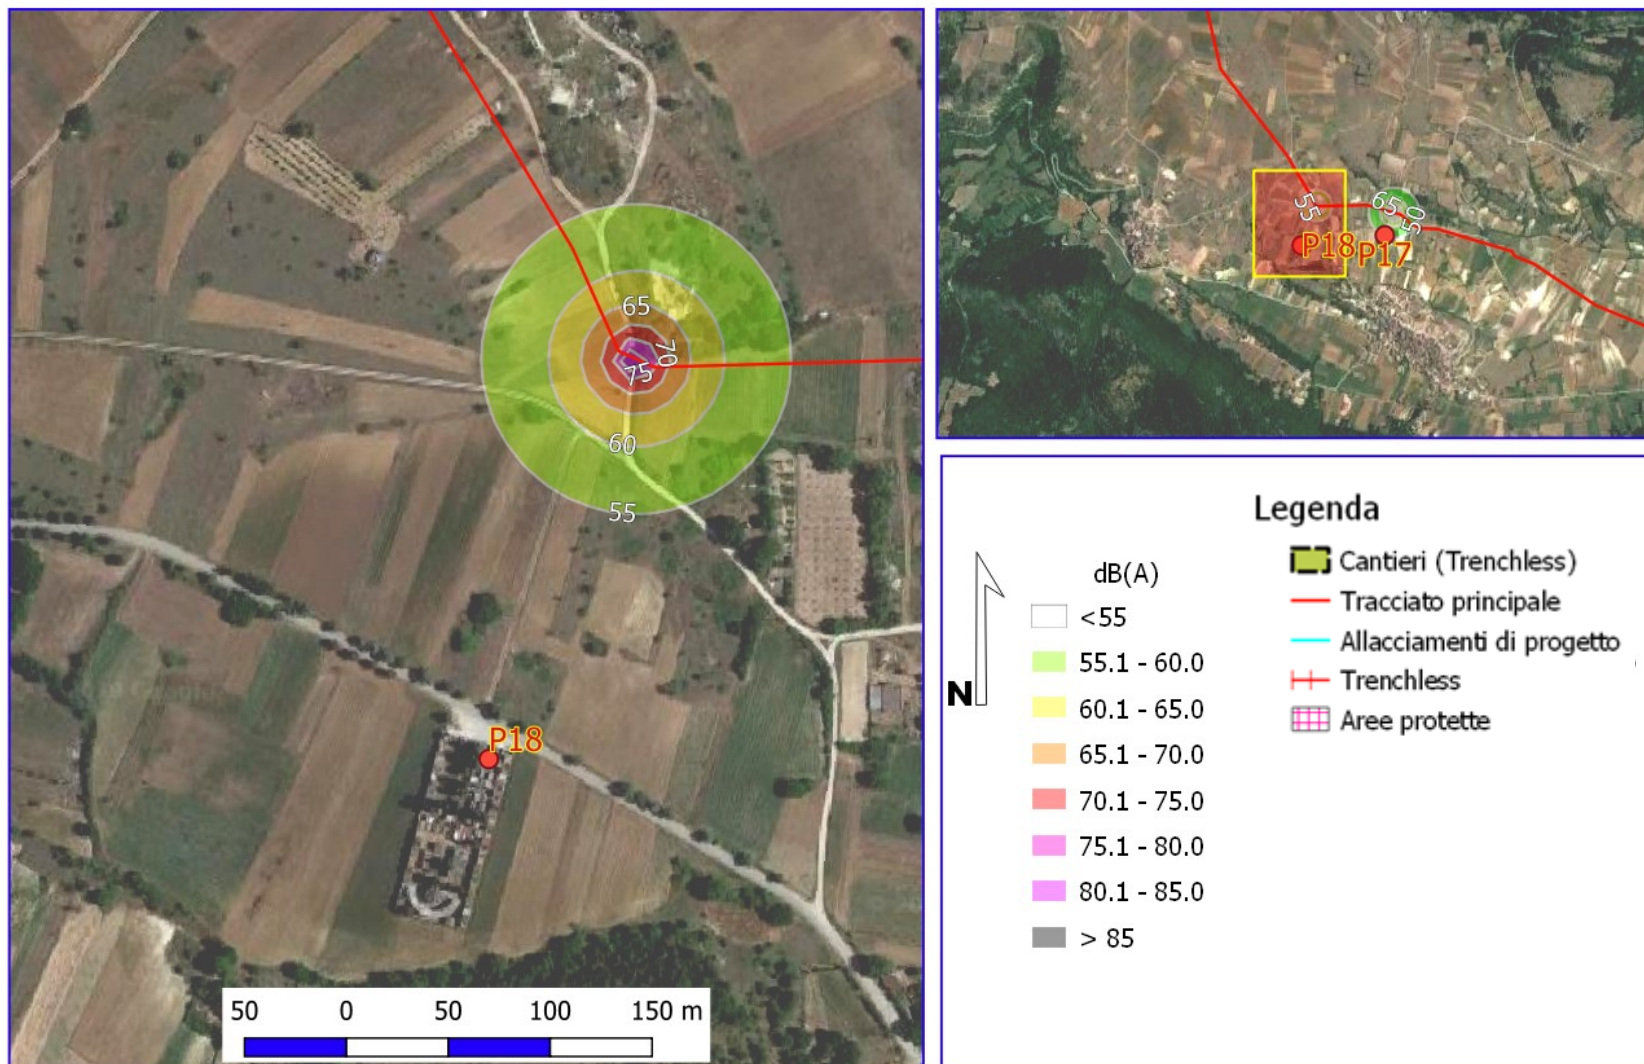 65
70
75
60
55
P18
50 0 50 100 150 m
55
65
50
P18
P17
Legenda
N
dB(A)
<55
55.1 - 60.0
60.1 - 65.0
65.1 - 70.0
70.1 - 75.0
75.1 - 80.0
80.1 - 85.0
> 85
Cantieri (Trenchless)
Tracciato principale
Allacciamenti di progetto
Trenchless
Aree protette